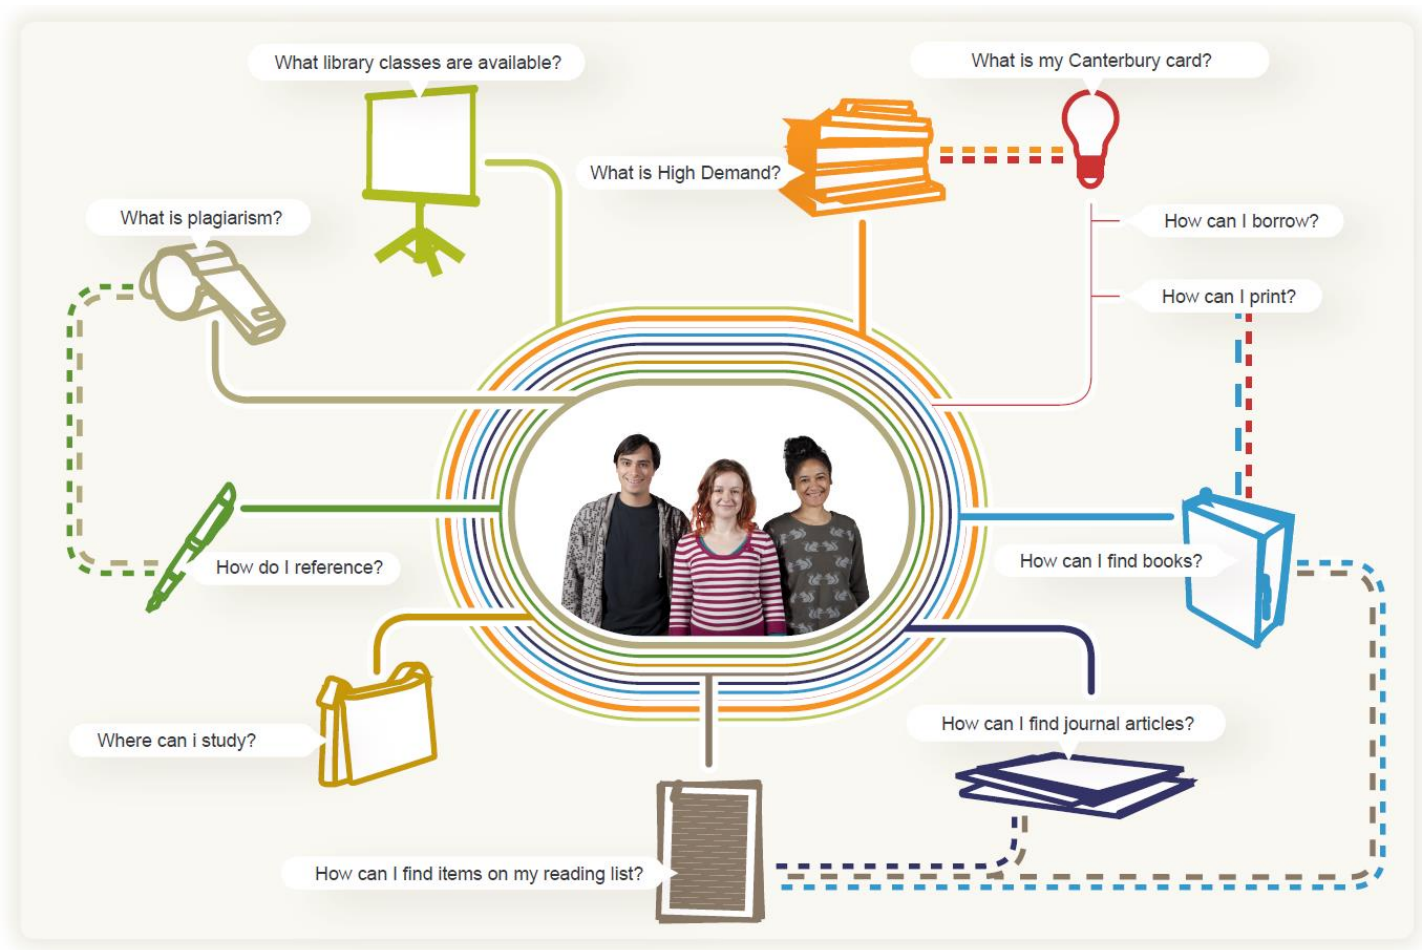 What library classes are available?
What is my Canterbury card?
What is High Demand?
What is plagiarism?
How can I borrow?
How can I print?
How can I find books?
How do I reference?
Where can i study?
How can I find journal articles?
How can I find items on my reading list?